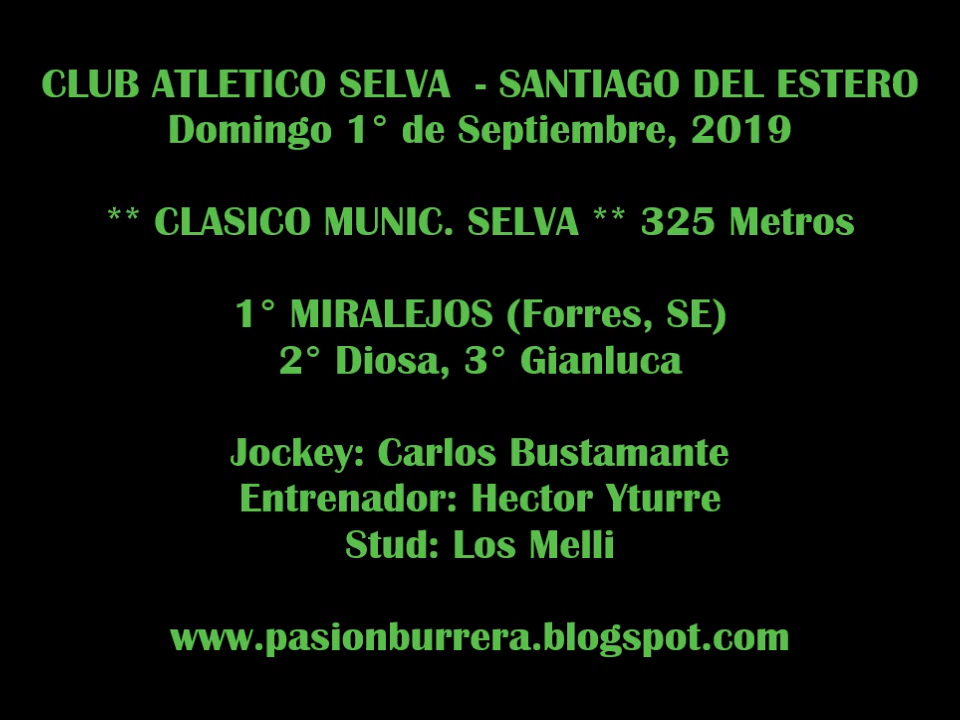 CLUB ATLETICO SELVA - SANTIAGO DEL ESTERO
Domingo 1° de Septiembre, 2019
** CLASICO MUNIC. SELVA ** 325 Metros
1° MIRALEJOS (Forres, SE)
2° Diosa, 3° Gianluca
Jockey: Carlos Bustamante
Entrenador: Hector Yturre
Stud: Los Melli
www.pasionburrera.blogspot.com